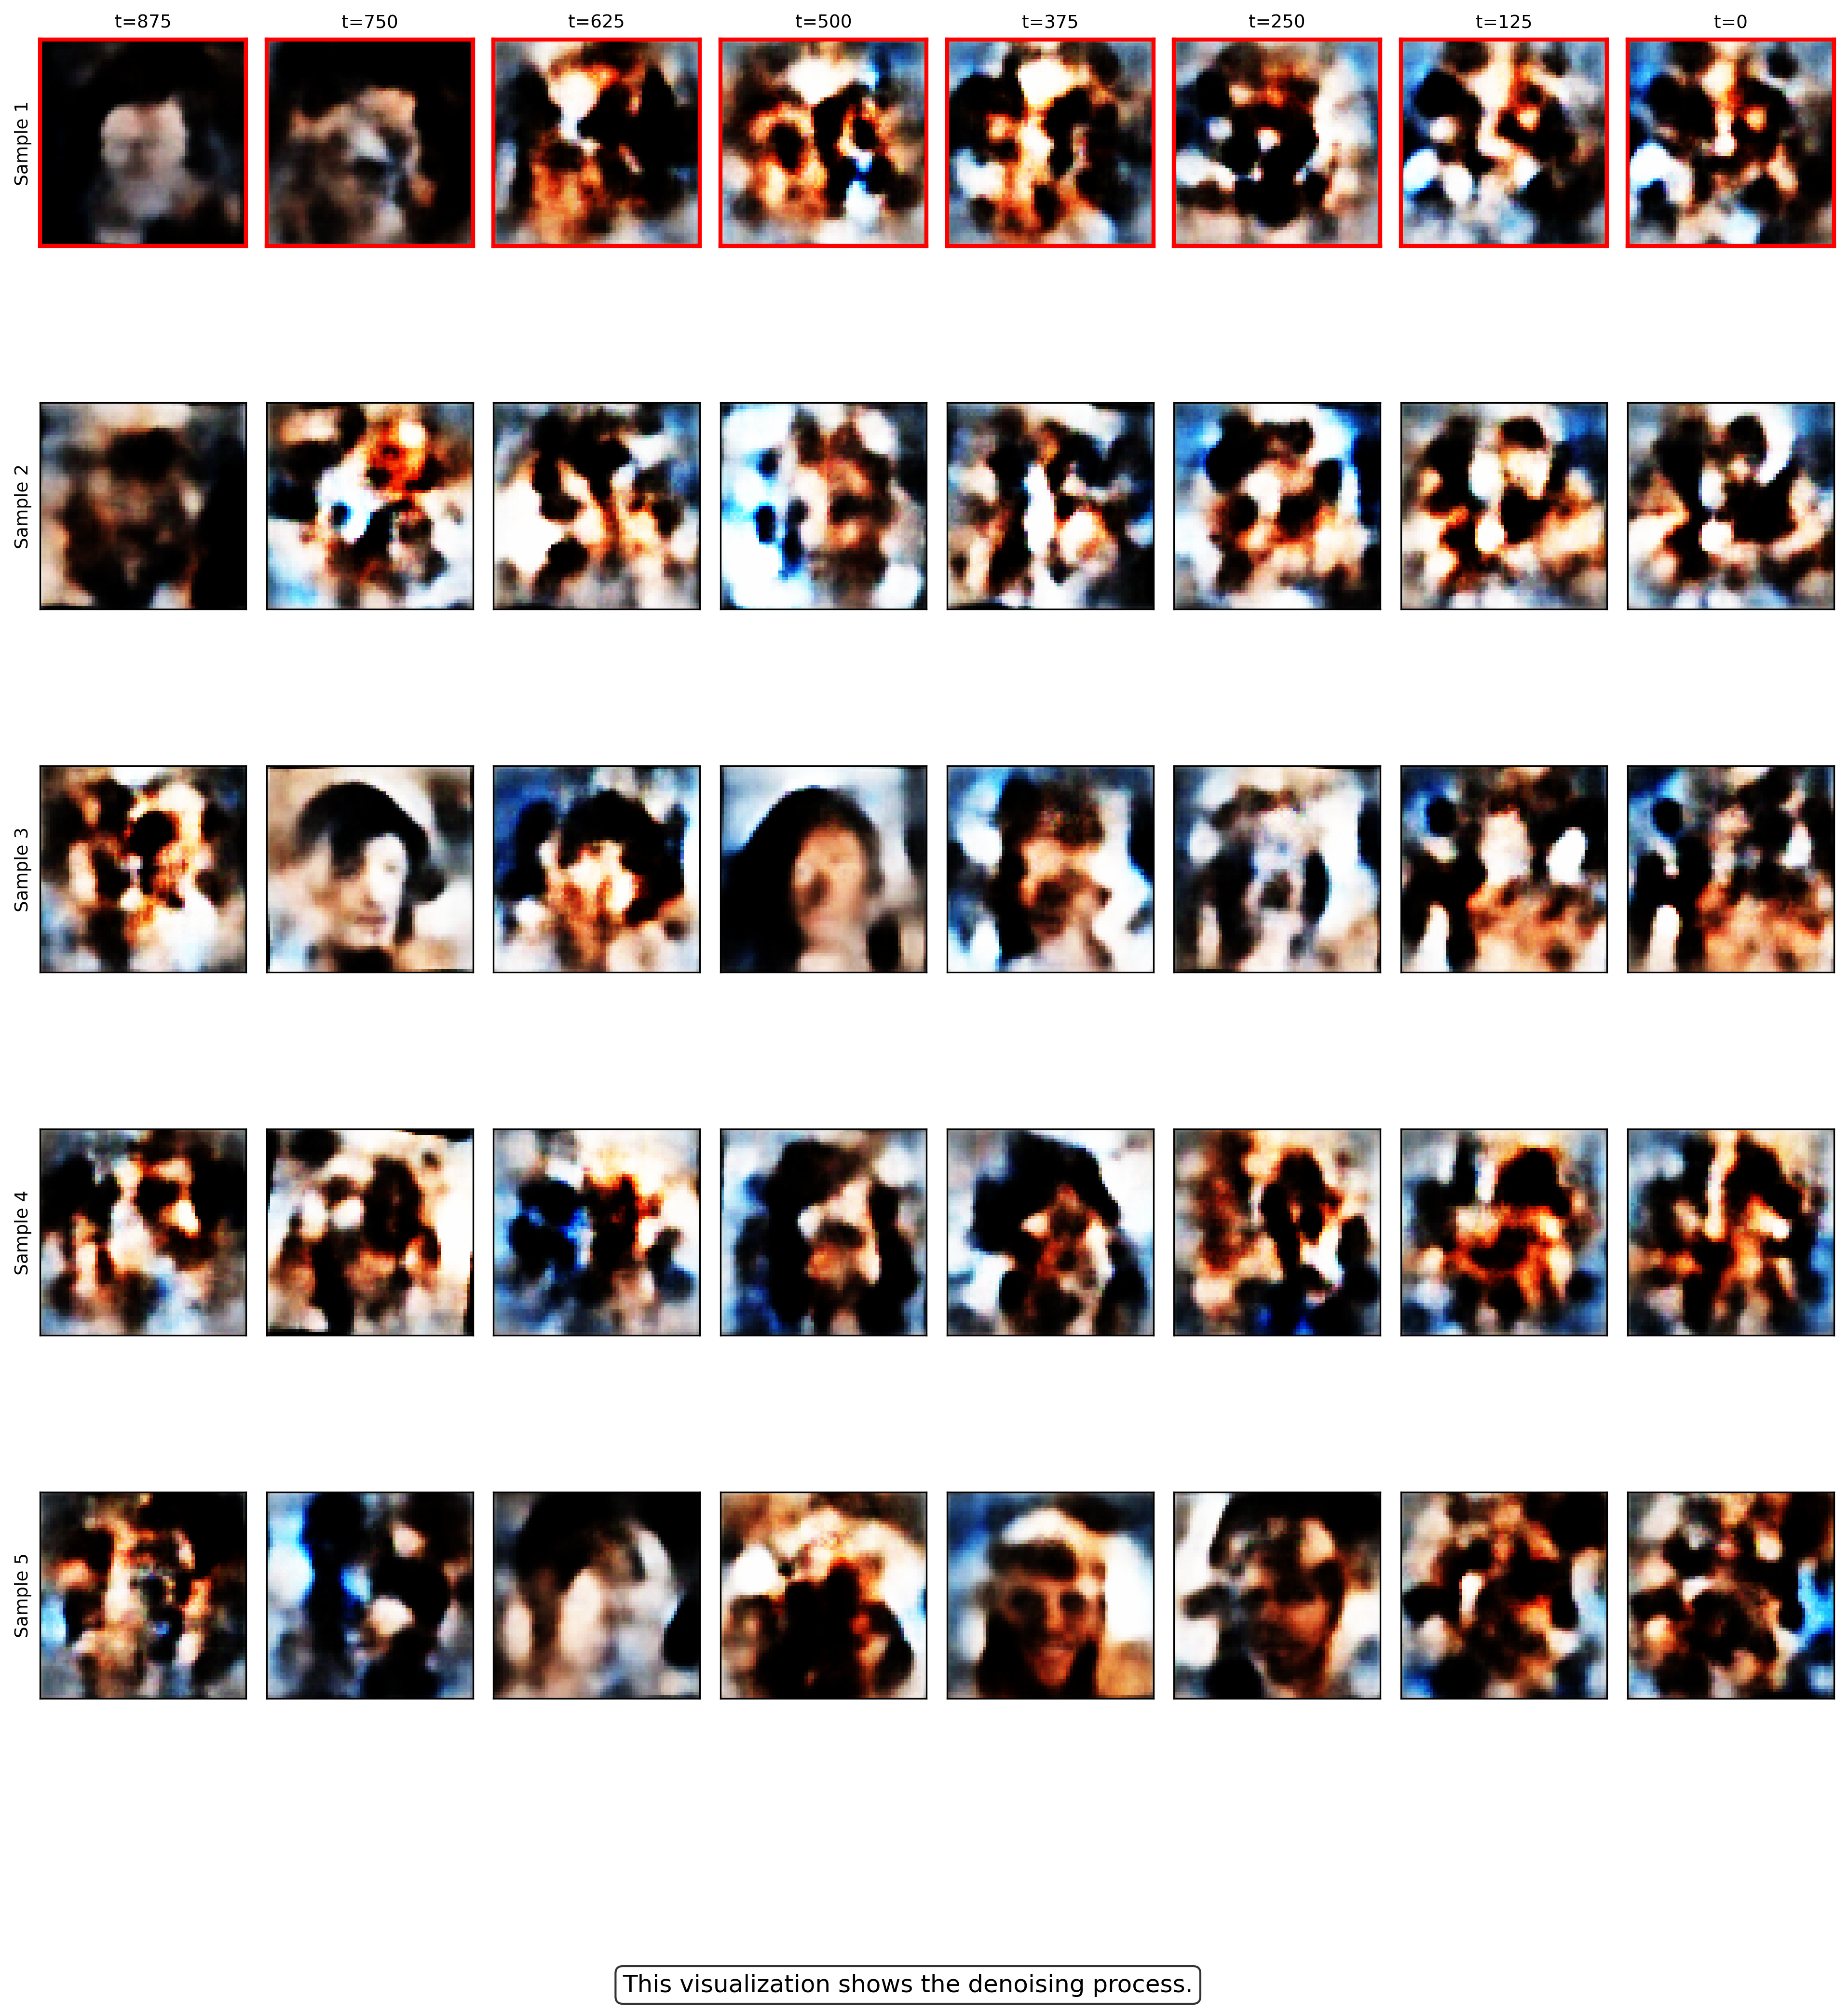 t=875 t=750 t=625 t=500 t=375 t=250 t=125 t=0
Sample 1
Sample 2
Sample 3
Sample 4
Sample 5
This visualization shows the denoising process.